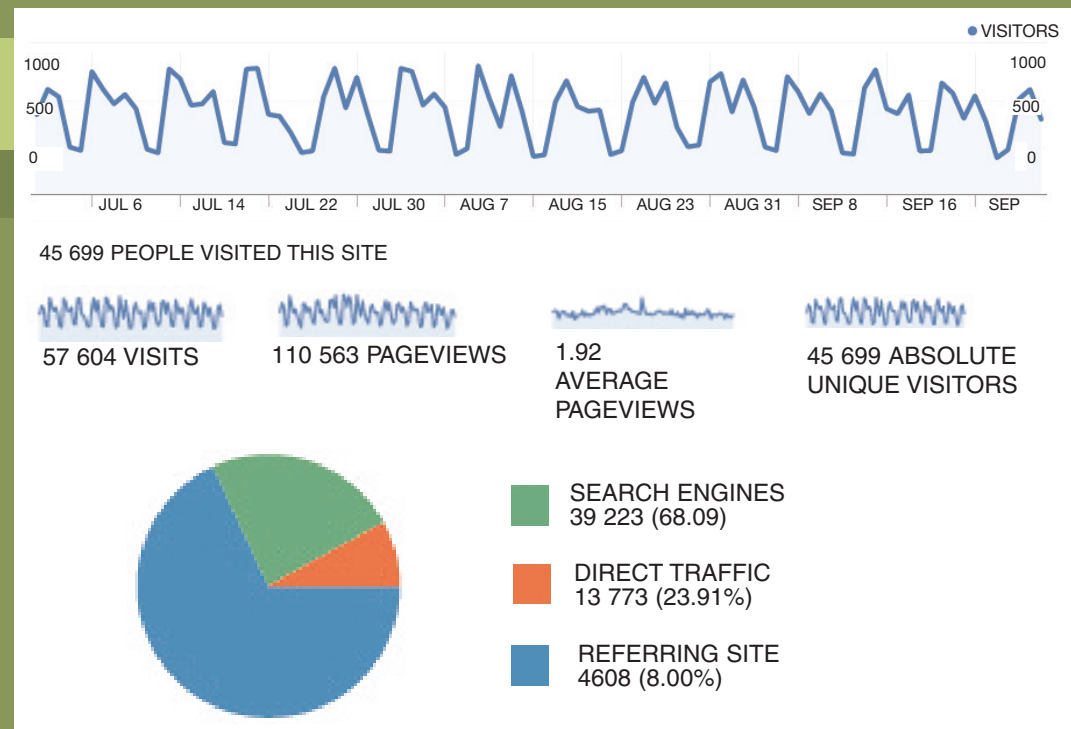 VISITORS
1000
1000
500
500
0
0
JUL 6
JUL 14
JUL 22
JUL 30
AUG 7
AUG 15
AUG 23
AUG 31
SEP 8
SEP 16
SEP
45 699 PEOPLE VISITED THIS SITE
57 604 VISITS
110 563 PAGEVIEWS
1.92
AVERAGE
PAGEVIEWS
45 699 ABSOLUTE
UNIQUE VISITORS
SEARCH ENGINES
39 223 (68.09)
DIRECT TRAFFIC
13 773 (23.91%)
REFERRING SITE
4608 (8.00%)